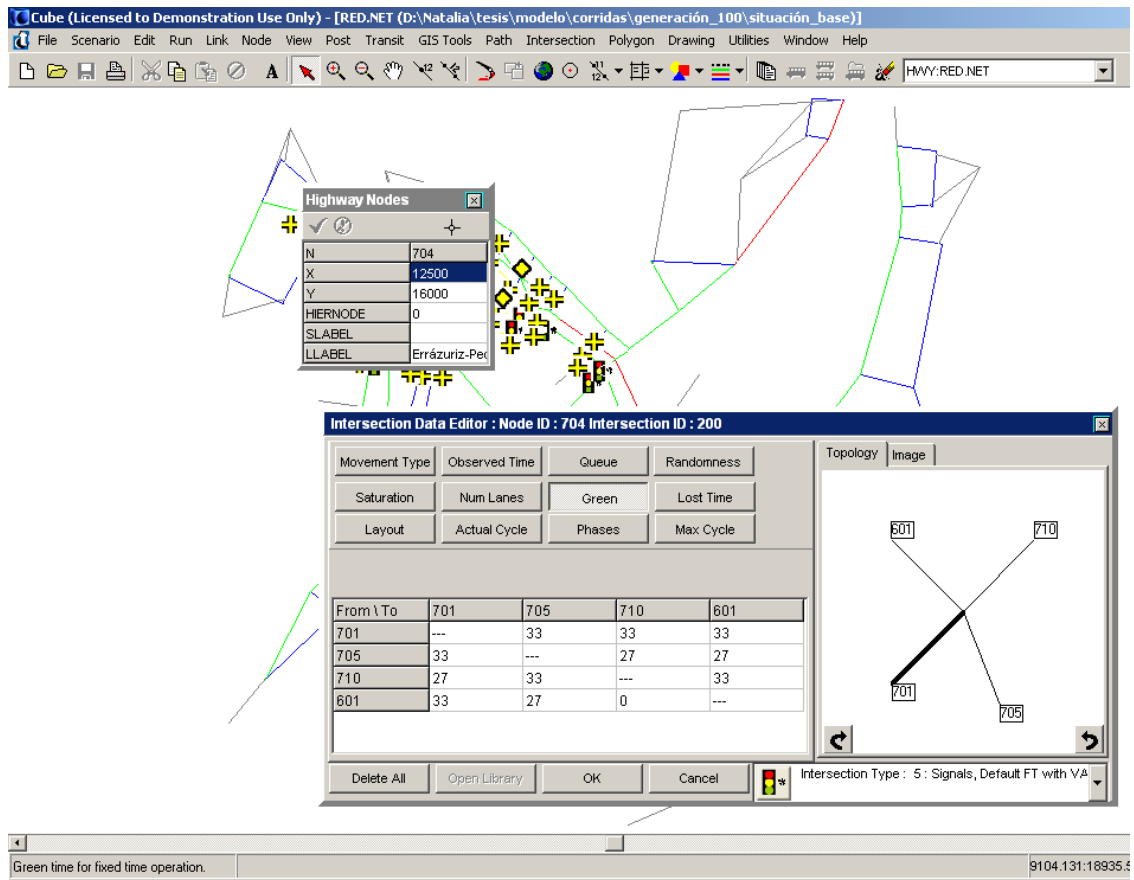 Cube (Licensed to Demonstration Use Only) - [RED.NET (D:\Natalia\tesis\modelo\corridas\generación_100\situación_base)]
File Scenario Edit Run Link Node View Post Transit GIS Tools Path Intersection Polygon Drawing Utilities Window Help
HWY:RED.NET
Highway Nodes
N 704
X 12500
Y 16000
HIERNODE 0
SLABEL
LLABEL Errázuriz-Ped
Intersection Data Editor : Node ID : 704 Intersection ID : 200
Movement Type Observed Time Queue Randomness
Saturation Num Lanes Green Lost Time
Layout Actual Cycle Phases Max Cycle
Topology Image
601 710
701
705
From \ To 701 705 710 601
701 --- 33 33 33
705 33 --- 27 27
710 27 33 --- 33
601 33 27 0 ---
Delete All Open Library OK Cancel
Intersection Type : 5 : Signals, Default FT with VA
Green time for fixed time operation.
9104.131:18935.5